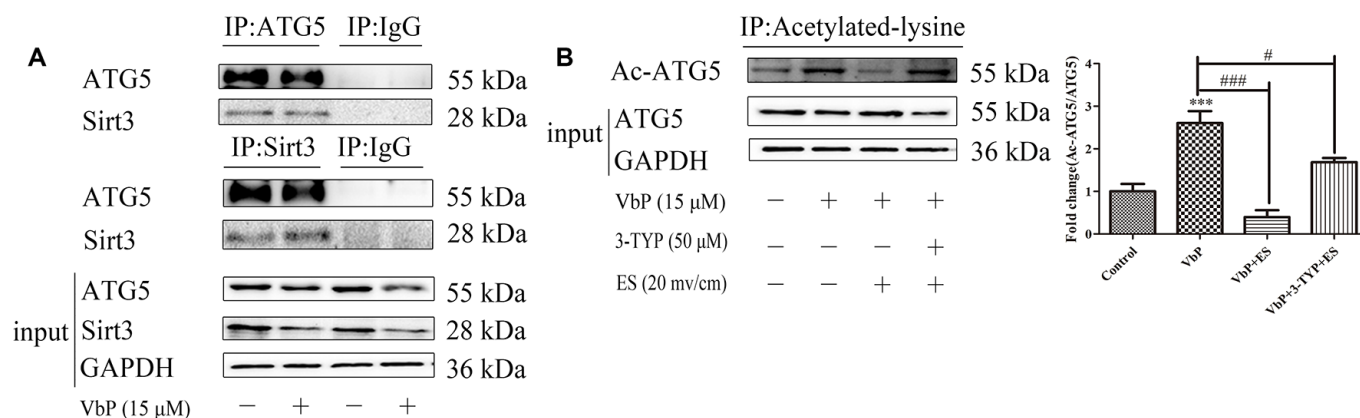 A
IP:ATG5 IP:IgG
ATG5 55 kDa
Sirt3 28 kDa
IP:Sirt3 IP:IgG
ATG5 55 kDa
Sirt3 28 kDa
input
ATG5 55 kDa
Sirt3 28 kDa
GAPDH 36 kDa
VbP (15 μM) − + − +
B
IP:Acetylated-lysine
Ac-ATG5 55 kDa
input
ATG5 55 kDa
GAPDH 36 kDa
VbP (15 μM) − + + +
3-TYP (50 μM) − − − +
ES (20 mv/cm) − − + +
Fold change(Ac-ATG5/ATG5)
4
3
2
1
0
***
###
#
Control
VbP
VbP+ES
VbP+3-TYP+ES